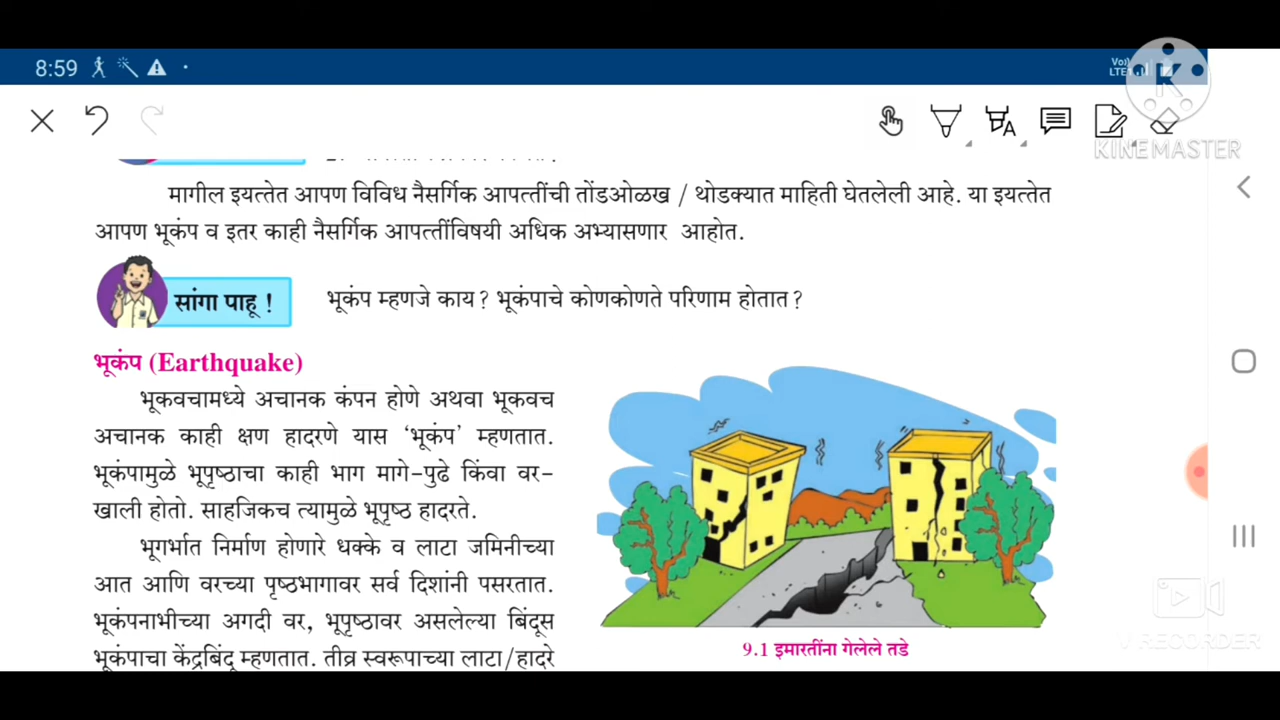 8:59
Vo)
LTE1
KINEMASTER
मागील इयत्तेत आपण विविध नैसर्गिक आपत्तींची तोंडओळख / थोडक्यात माहिती घेतलेली आहे. या इयत्तेत
आपण भूकंप व इतर काही नैसर्गिक आपत्तींविषयी अधिक अभ्यासणार आहोत.
सांगा पाहू !
भूकंप म्हणजे काय? भूकंपाचे कोणकोणते परिणाम होतात?
भूकंप (Earthquake)
भूकवचामध्ये अचानक कंपन होणे अथवा भूकवच
अचानक काही क्षण हादरणे यास ‘भूकंप’ म्हणतात.
भूकंपामुळे भूपृष्ठाचा काही भाग मागे-पुढे किंवा वर-
खाली होतो. साहजिकच त्यामुळे भूपृष्ठ हादरते.
भूगर्भात निर्माण होणारे धक्के व लाटा जमिनीच्या
आत आणि वरच्या पृष्ठभागावर सर्व दिशांनी पसरतात.
भूकंपनाभीच्या अगदी वर, भूपृष्ठावर असलेल्या बिंदूस
भूकंपाचा केंद्रबिंदू म्हणतात. तीव्र स्वरूपाच्या लाटा/हादरे
9.1 इमारतींना गेलेले तडे
V RECORDER